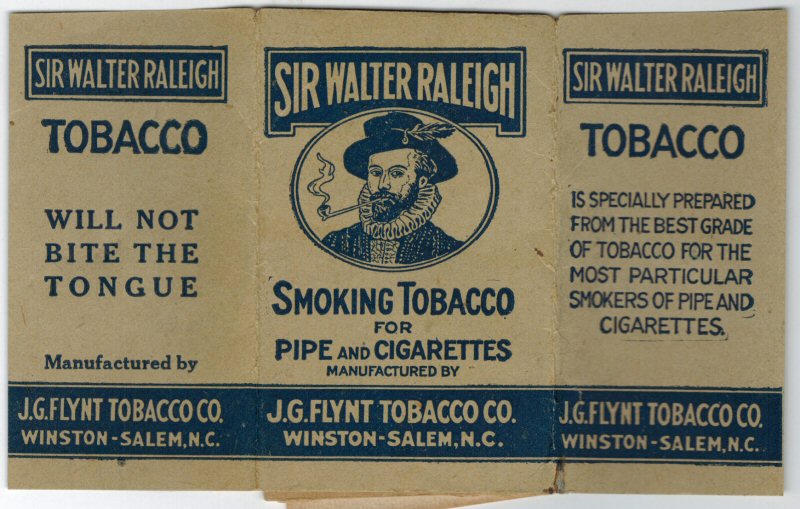 SIR WALTER RALEIGH
TOBACCO
WILL NOT
BITE THE
TONGUE
Manufactured by
J.G.FLYNT TOBACCO CO.
WINSTON-SALEM, N.C.
SIR WALTER RALEIGH
SMOKING TOBACCO
FOR
PIPE AND CIGARETTES
MANUFACTURED BY
J.G.FLYNT TOBACCO CO.
WINSTON-SALEM, N.C.
SIR WALTER RALEIGH
TOBACCO
IS SPECIALLY PREPARED
FROM THE BEST GRADE
OF TOBACCO FOR THE
MOST PARTICULAR
SMOKERS OF PIPE AND
CIGARETTES.
J.G.FLYNT TOBACCO CO.
WINSTON-SALEM, N.C.